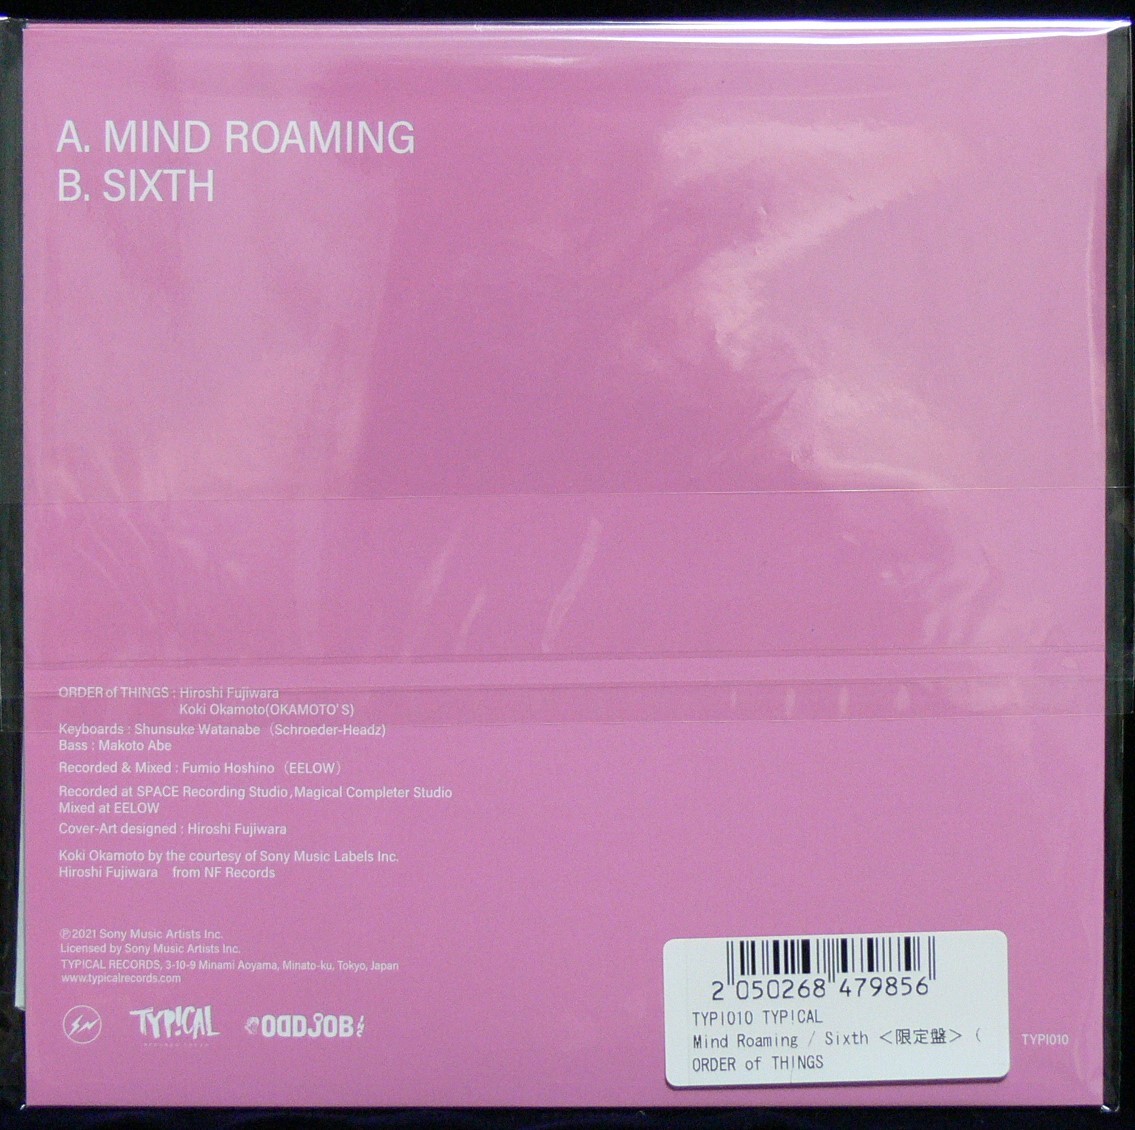 A. MIND ROAMING
B. SIXTH
ORDER of THINGS : Hiroshi Fujiwara
Koki Okamoto(OKAMOTO'S)
Keyboards : Shunsuke Watanabe (Schroeder-Headz)
Bass : Makoto Abe
Recorded & Mixed : Fumio Hoshino (EELOW)
Recorded at SPACE Recording Studio,Magical Completer Studio
Mixed at EELOW
Cover-Art designed : Hiroshi Fujiwara
Koki Okamoto by the courtesy of Sony Music Labels Inc.
Hiroshi Fujiwara from NF Records
℗2021 Sony Music Artists Inc.
Licensed by Sony Music Artists Inc.
TYP!CAL RECORDS, 3-10-9 Minami Aoyama, Minato-ku, Tokyo, Japan
www.typicalrecords.com
TYP!CAL
ODDJOB
2 050268 479856
TYPI010 TYP!CAL
Mind Roaming / Sixth <限定盤> (
ORDER of THINGS
TYPI010